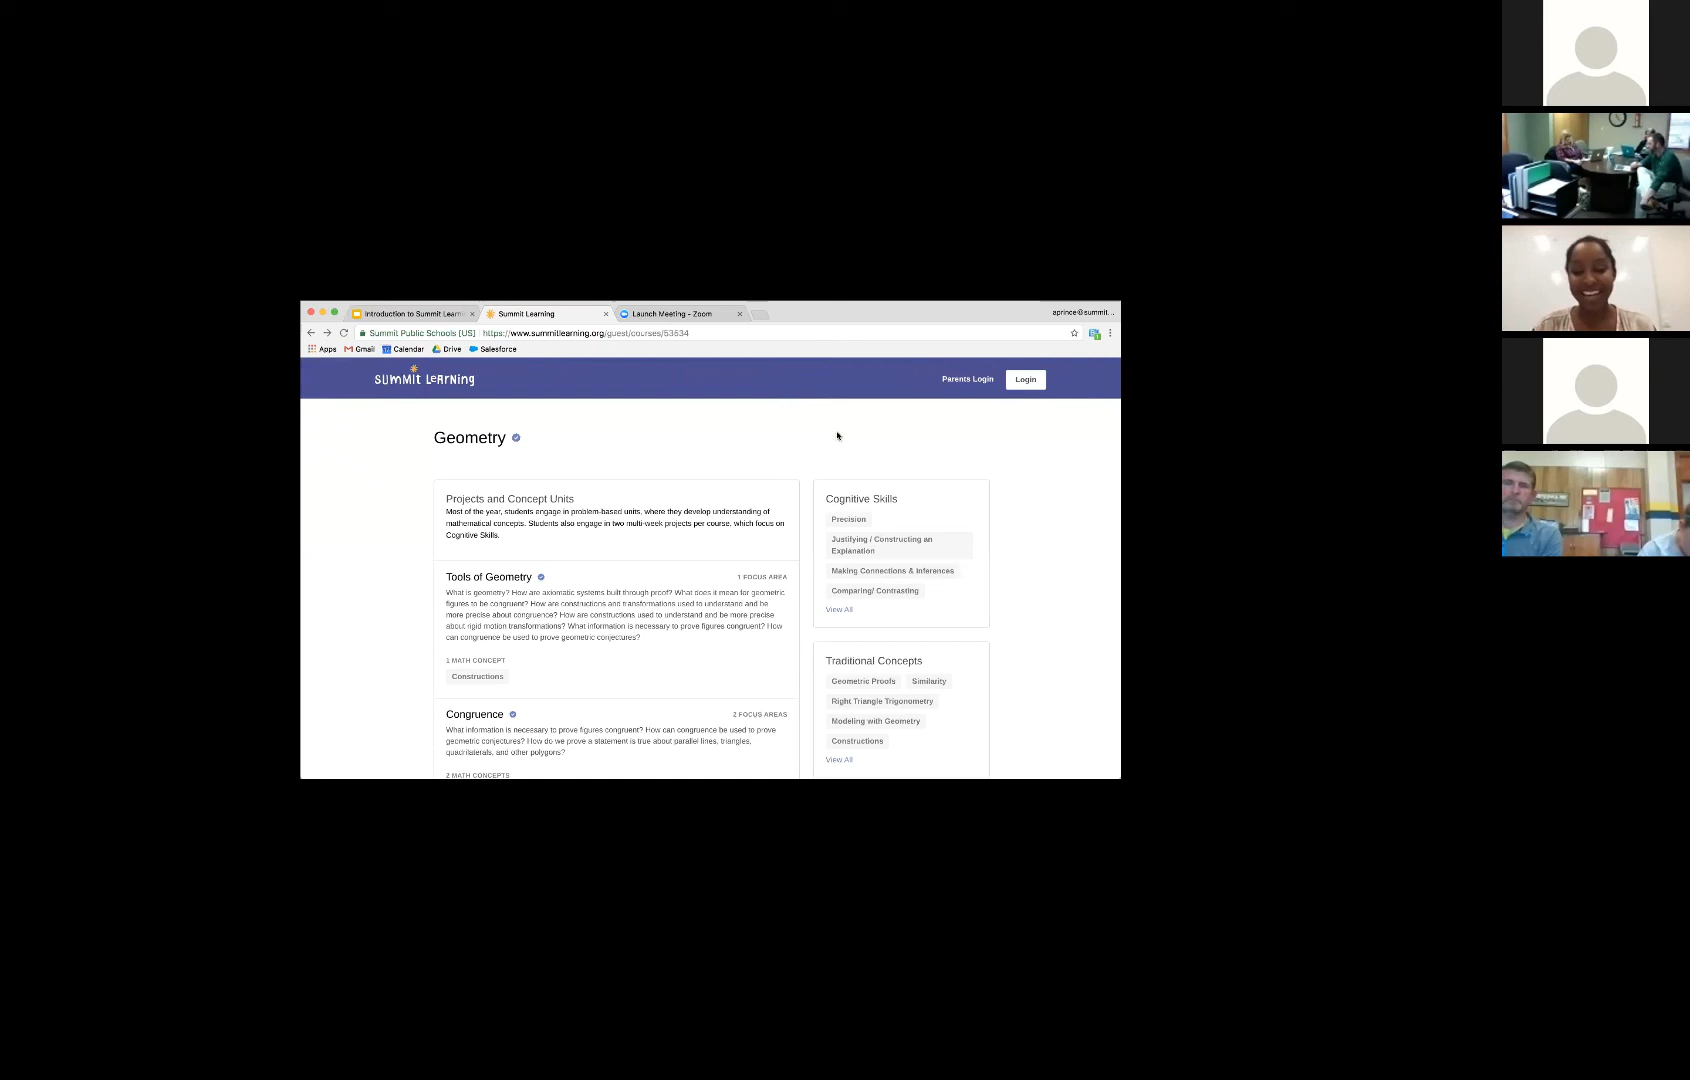 Introduction to Summit Learni
Summit Learning
Launch Meeting - Zoom
aprince@summit...
Summit Public Schools [US]
https://www.summitlearning.org/guest/courses/53634
Apps
Gmail
Calendar
Drive
Salesforce
SUMMIT LEARNING
Parents Login
Login
Geometry
Projects and Concept Units
Most of the year, students engage in problem-based units, where they develop understanding of
mathematical concepts. Students also engage in two multi-week projects per course, which focus on
Cognitive Skills.
Tools of Geometry
1 FOCUS AREA
What is geometry? How are axiomatic systems built through proof? What does it mean for geometric
figures to be congruent? How are constructions and transformations used to understand and be
more precise about congruence? How are constructions used to understand and be more precise
about rigid motion transformations? What information is necessary to prove figures congruent? How
can congruence be used to prove geometric conjectures?
1 MATH CONCEPT
Constructions
Congruence
2 FOCUS AREAS
What information is necessary to prove figures congruent? How can congruence be used to prove
geometric conjectures? How do we prove a statement is true about parallel lines, triangles,
quadrilaterals, and other polygons?
2 MATH CONCEPTS
Cognitive Skills
Precision
Justifying / Constructing an
Explanation
Making Connections & Inferences
Comparing/ Contrasting
View All
Traditional Concepts
Geometric Proofs
Similarity
Right Triangle Trigonometry
Modeling with Geometry
Constructions
View All